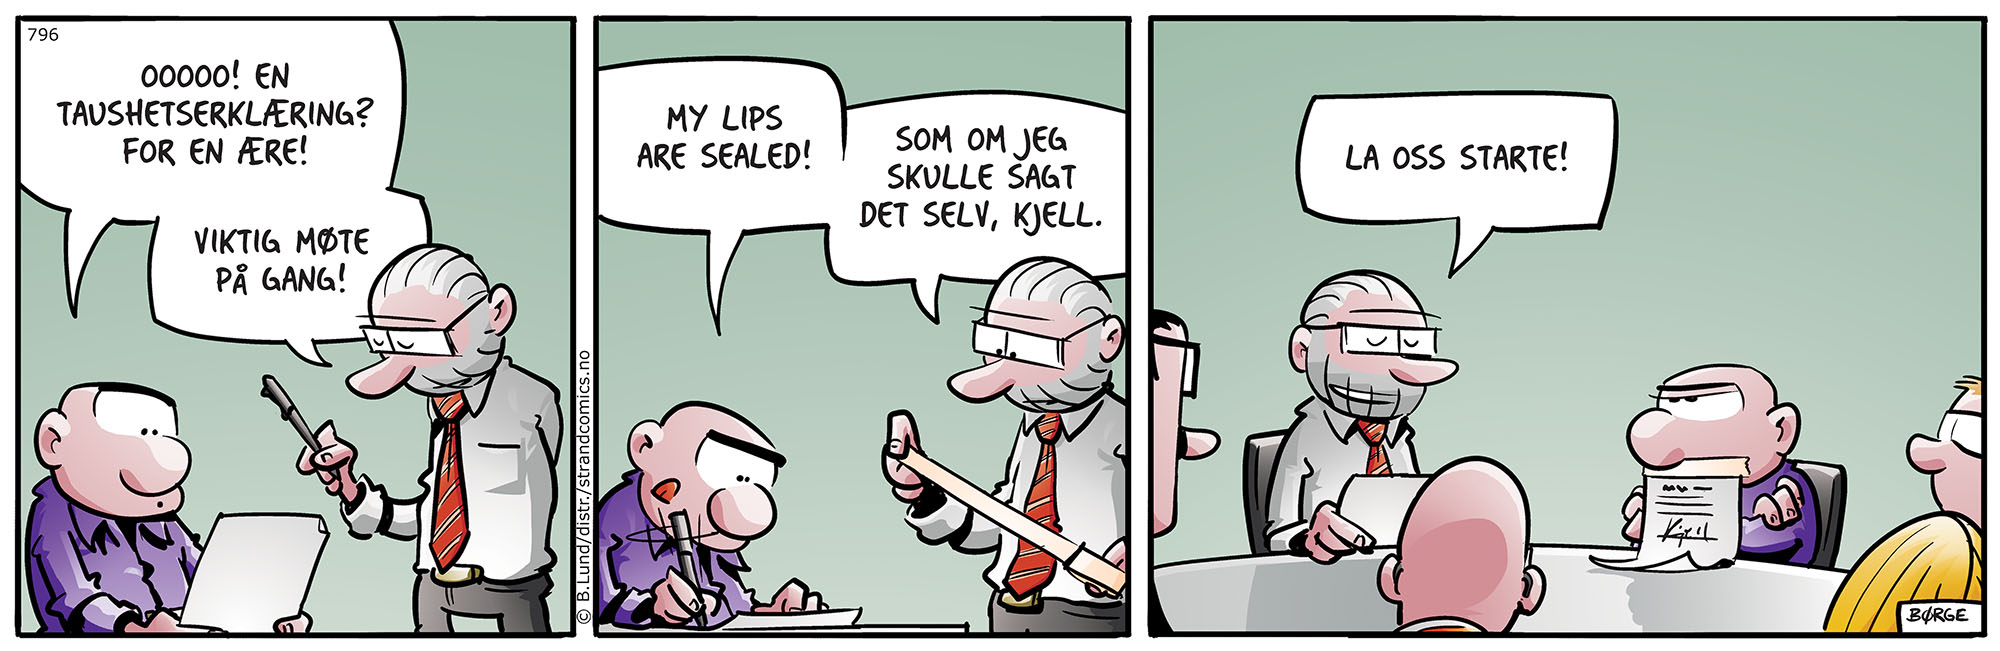 796
OOOOO! EN
TAUSHETSERKLÆRING?
FOR EN ÆRE!
VIKTIG MØTE
PÅ GANG!
MY LIPS
ARE SEALED!
SOM OM JEG
SKULLE SAGT
DET SELV, KJELL.
© B.Lund/distr./strandcomics.no
LA OSS STARTE!
BØRGE